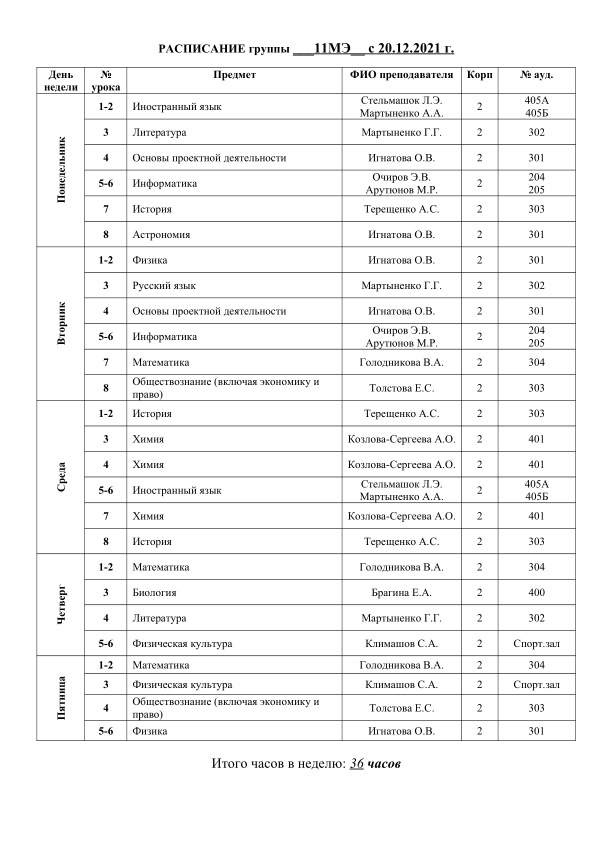 РАСПИСАНИЕ группы ___11МЭ__ с 20.12.2021 г.
День недели № урока Предмет ФИО преподавателя Корп № ауд.
Понедельник
1-2 Иностранный язык Стельмашок Л.Э. Мартыненко А.А. 2 405А 405Б
3 Литература Мартыненко Г.Г. 2 302
4 Основы проектной деятельности Игнатова О.В. 2 301
5-6 Информатика Очиров Э.В. Арутюнов М.Р. 2 204 205
7 История Терещенко А.С. 2 303
8 Астрономия Игнатова О.В. 2 301
Вторник
1-2 Физика Игнатова О.В. 2 301
3 Русский язык Мартыненко Г.Г. 2 302
4 Основы проектной деятельности Игнатова О.В. 2 301
5-6 Информатика Очиров Э.В. Арутюнов М.Р. 2 204 205
7 Математика Голодникова В.А. 2 304
8 Обществознание (включая экономику и право) Толстова Е.С. 2 303
Среда
1-2 История Терещенко А.С. 2 303
3 Химия Козлова-Сергеева А.О. 2 401
4 Химия Козлова-Сергеева А.О. 2 401
5-6 Иностранный язык Стельмашок Л.Э. Мартыненко А.А. 2 405А 405Б
7 Химия Козлова-Сергеева А.О. 2 401
8 История Терещенко А.С. 2 303
Четверг
1-2 Математика Голодникова В.А. 2 304
3 Биология Брагина Е.А. 2 400
4 Литература Мартыненко Г.Г. 2 302
5-6 Физическая культура Климашов С.А. 2 Спорт.зал
Пятница
1-2 Математика Голодникова В.А. 2 304
3 Физическая культура Климашов С.А. 2 Спорт.зал
4 Обществознание (включая экономику и право) Толстова Е.С. 2 303
5-6 Физика Игнатова О.В. 2 301
Итого часов в неделю: 36 часов